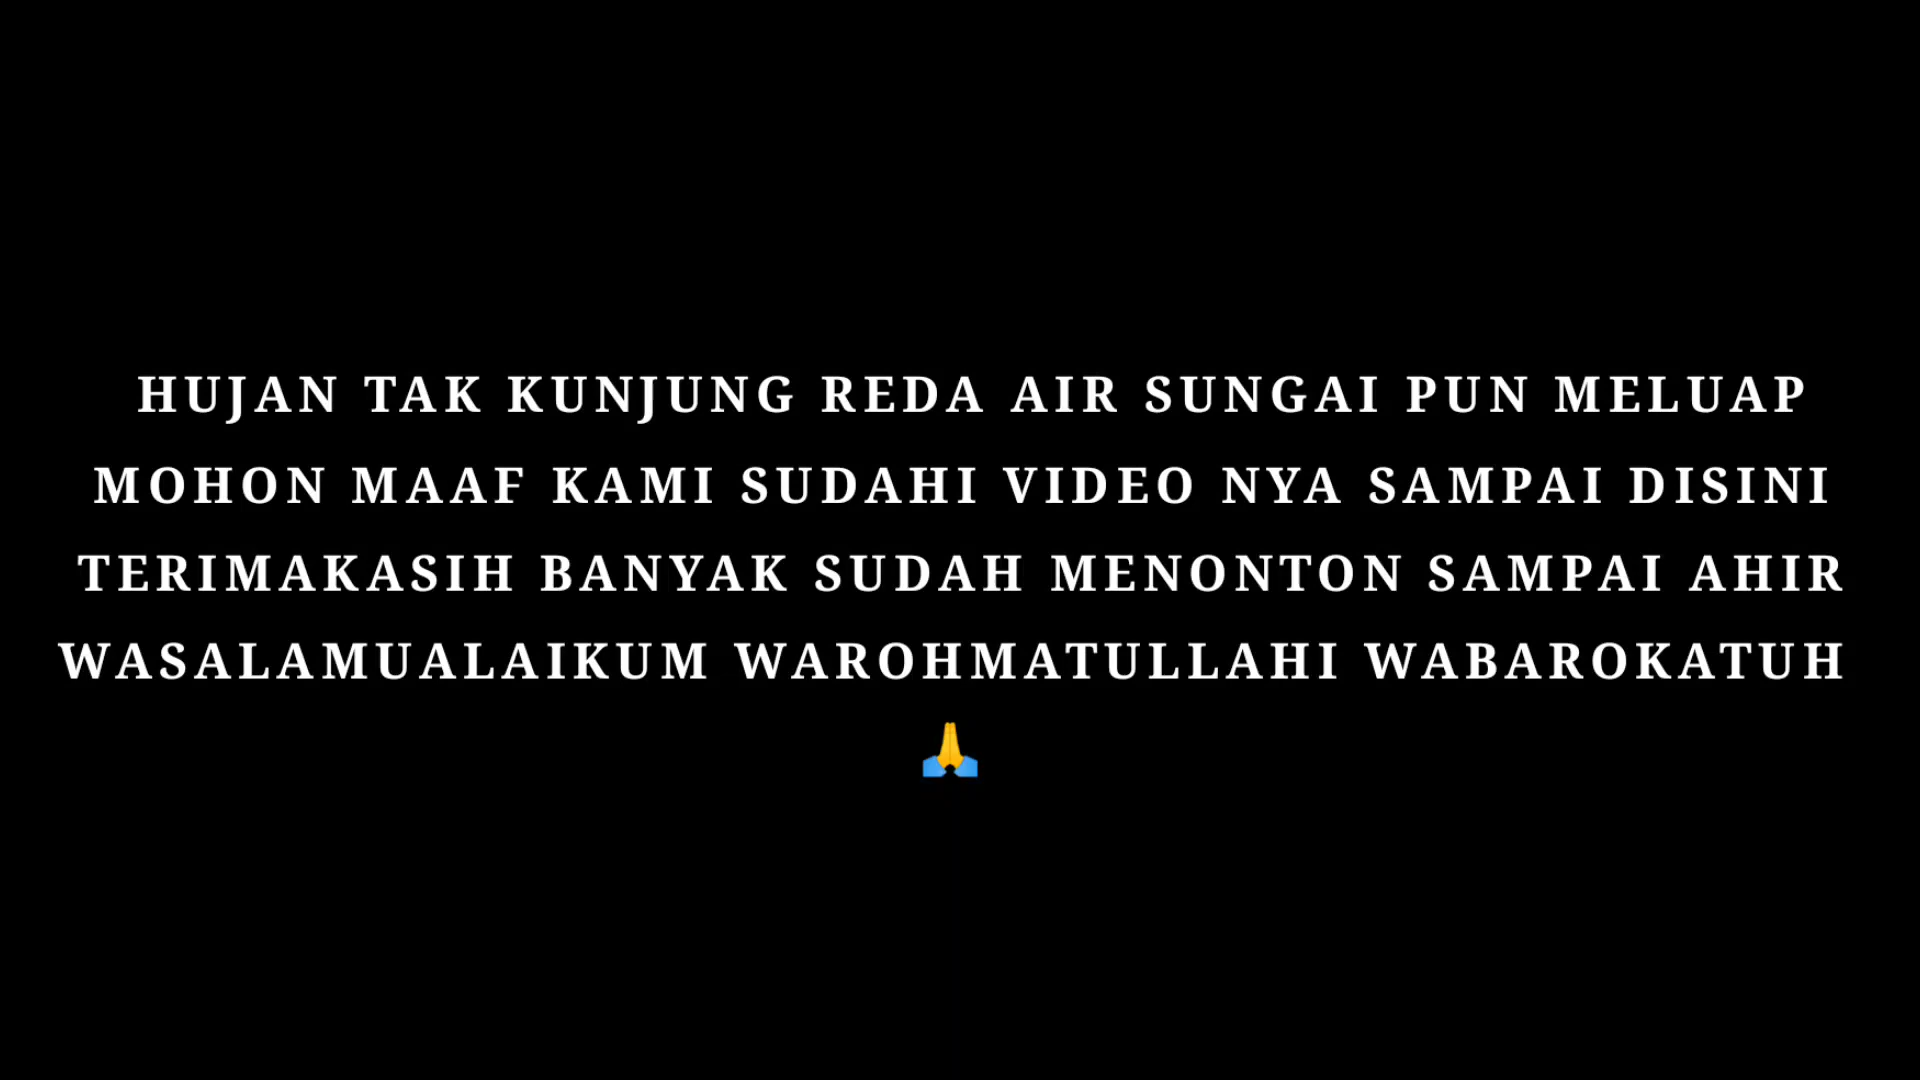 HUJAN TAK KUNJUNG REDA AIR SUNGAI PUN MELUAP
MOHON MAAF KAMI SUDAHI VIDEO NYA SAMPAI DISINI
TERIMAKASIH BANYAK SUDAH MENONTON SAMPAI AHIR
WASALAMUALAIKUM WAROHMATULLAHI WABAROKATUH
🙏